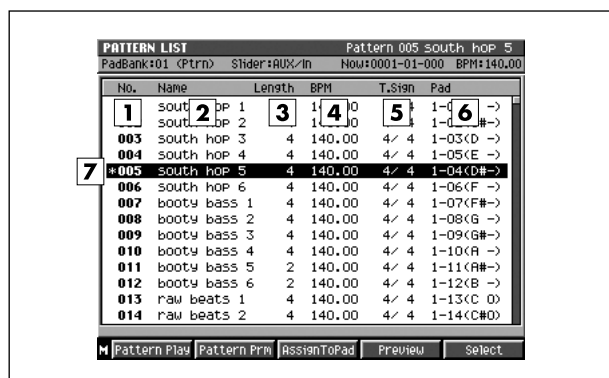 PATTERN LIST Pattern 005 south hop 5
PadBank:01 (Ptrn) Slider:AUX/In Now:0001-01-000 BPM:140.00
No. Name Length BPM T.Sign Pad
1 2 3 4 5 6
south hop 1
south hop 2
003 south hop 3 4 140.00 4/ 4 1-03(D -)
004 south hop 4 4 140.00 4/ 4 1-05(E -)
7 *005 south hop 5 4 140.00 4/ 4 1-04(D#-)
006 south hop 6 4 140.00 4/ 4 1-06(F -)
007 booty bass 1 4 140.00 4/ 4 1-07(F#-)
008 booty bass 2 4 140.00 4/ 4 1-08(G -)
009 booty bass 3 4 140.00 4/ 4 1-09(G#-)
010 booty bass 4 4 140.00 4/ 4 1-10(A -)
011 booty bass 5 2 140.00 4/ 4 1-11(A#-)
012 booty bass 6 2 140.00 4/ 4 1-12(B -)
013 raw beats 1 4 140.00 4/ 4 1-13(C 0)
014 raw beats 2 4 140.00 4/ 4 1-14(C#0)
M Pattern Play Pattern Prm AssignToPad Preview Select